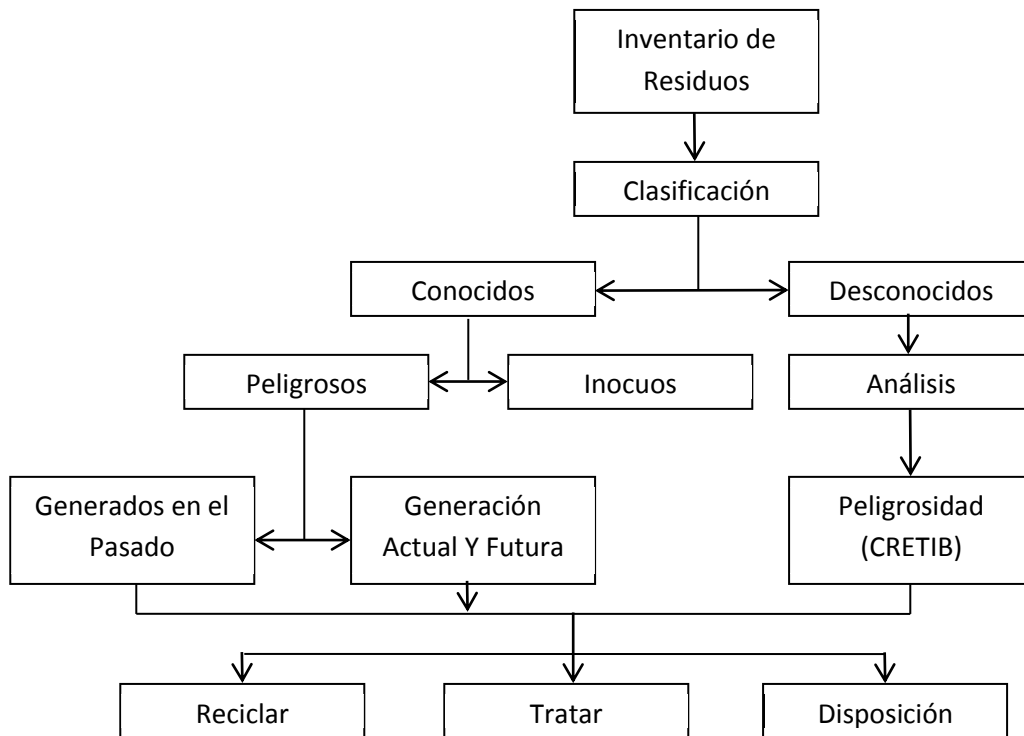 Inventario de
Residuos
Clasificación
Conocidos
Desconocidos
Peligrosos
Inocuos
Análisis
Generados en el
Pasado
Generación
Actual Y Futura
Peligrosidad
(CRETIB)
Reciclar
Tratar
Disposición